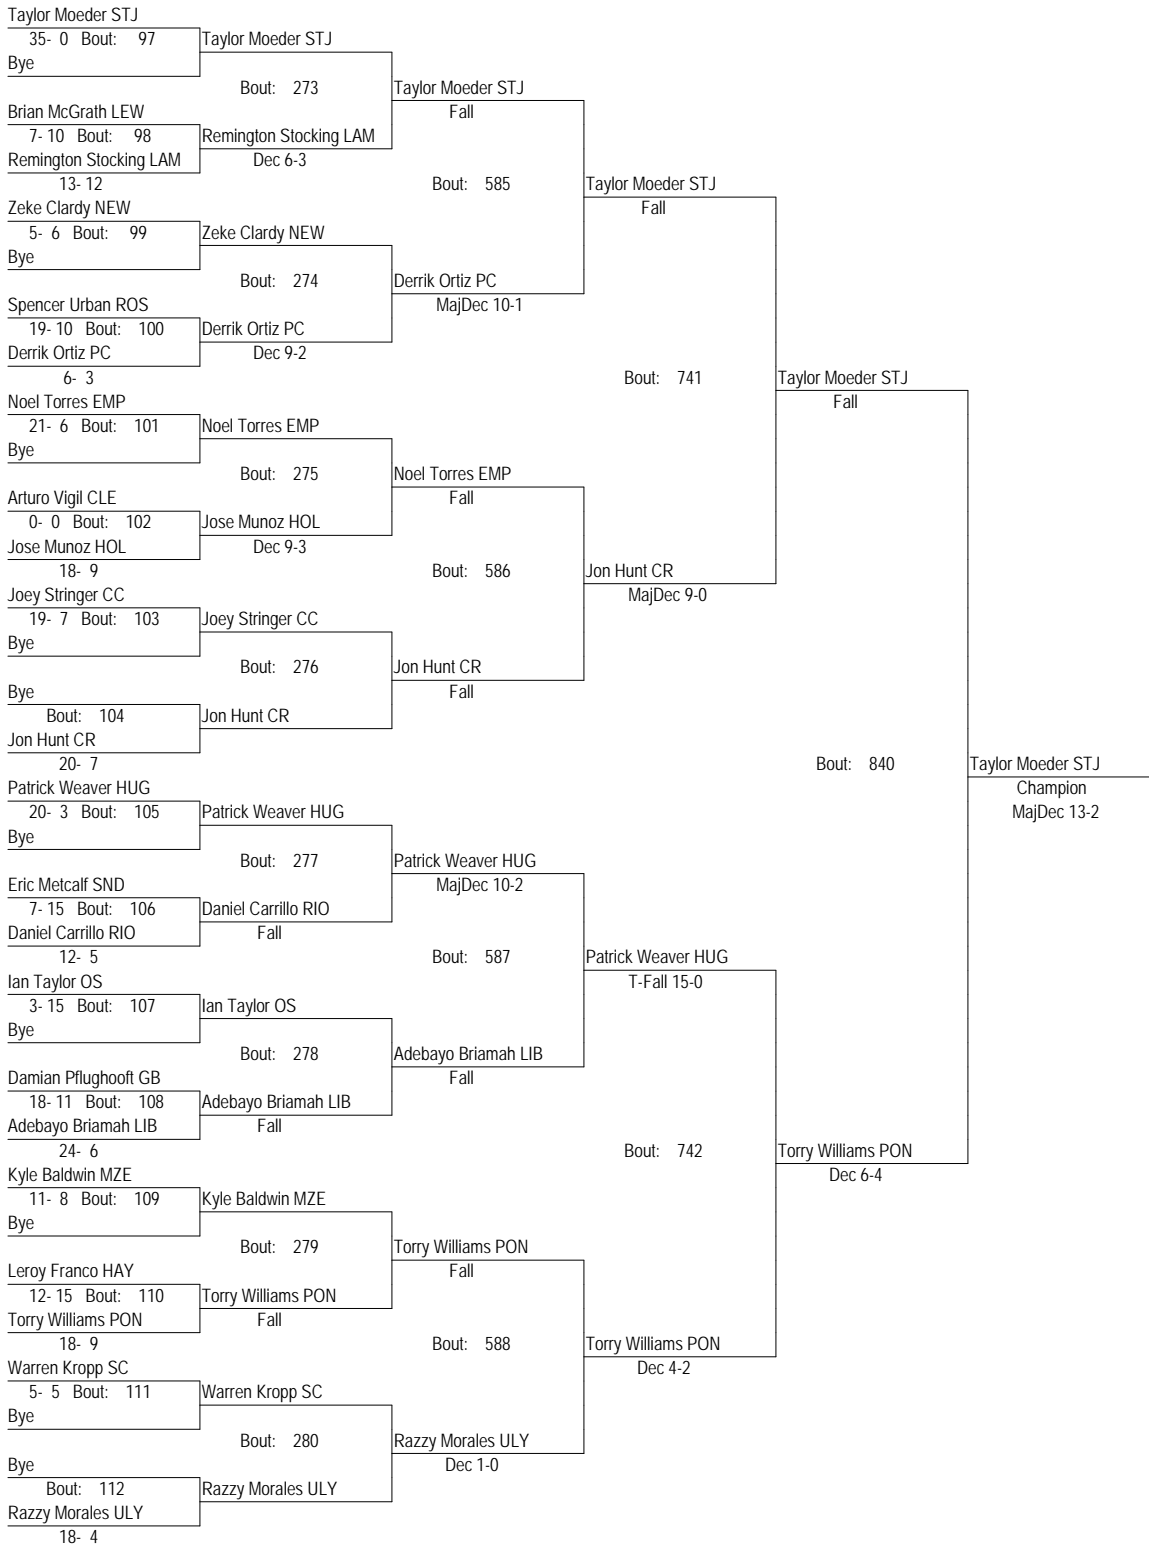 Taylor Moeder STJ
35- 0 Bout: 97
Bye
Brian McGrath LEW
7- 10 Bout: 98
Remington Stocking LAM
13- 12
Zeke Clardy NEW
5- 6 Bout: 99
Bye
Spencer Urban ROS
19- 10 Bout: 100
Derrik Ortiz PC
6- 3
Noel Torres EMP
21- 6 Bout: 101
Bye
Arturo Vigil CLE
0- 0 Bout: 102
Jose Munoz HOL
18- 9
Joey Stringer CC
19- 7 Bout: 103
Bye
Bye
Bout: 104
Jon Hunt CR
20- 7
Patrick Weaver HUG
20- 3 Bout: 105
Bye
Eric Metcalf SND
7- 15 Bout: 106
Daniel Carrillo RIO
12- 5
Ian Taylor OS
3- 15 Bout: 107
Bye
Damian Pflughooft GB
18- 11 Bout: 108
Adebayo Briamah LIB
24- 6
Kyle Baldwin MZE
11- 8 Bout: 109
Bye
Leroy Franco HAY
12- 15 Bout: 110
Torry Williams PON
18- 9
Warren Kropp SC
5- 5 Bout: 111
Bye
Bye
Bout: 112
Razzy Morales ULY
18- 4
Taylor Moeder STJ
Bout: 273
Remington Stocking LAM
Dec 6-3
Zeke Clardy NEW
Bout: 274
Derrik Ortiz PC
Dec 9-2
Noel Torres EMP
Bout: 275
Jose Munoz HOL
Dec 9-3
Joey Stringer CC
Bout: 276
Jon Hunt CR
Patrick Weaver HUG
Bout: 277
Daniel Carrillo RIO
Fall
Ian Taylor OS
Bout: 278
Adebayo Briamah LIB
Fall
Kyle Baldwin MZE
Bout: 279
Torry Williams PON
Fall
Warren Kropp SC
Bout: 280
Razzy Morales ULY
Taylor Moeder STJ
Fall
Bout: 585
Derrik Ortiz PC
MajDec 10-1
Noel Torres EMP
Fall
Bout: 586
Jon Hunt CR
Fall
Patrick Weaver HUG
MajDec 10-2
Bout: 587
Adebayo Briamah LIB
Fall
Torry Williams PON
Fall
Bout: 588
Razzy Morales ULY
Dec 1-0
Taylor Moeder STJ
Fall
Bout: 741
Jon Hunt CR
MajDec 9-0
Patrick Weaver HUG
T-Fall 15-0
Bout: 742
Torry Williams PON
Dec 4-2
Taylor Moeder STJ
Fall
Bout: 840
Torry Williams PON
Dec 6-4
Taylor Moeder STJ
Champion
MajDec 13-2